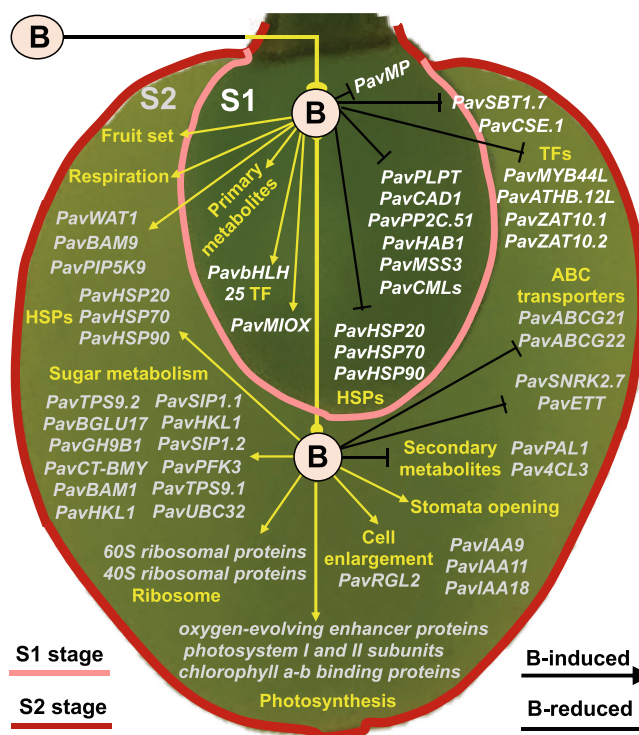 B
S2
S1
B
PavMP
PavSBT1.7
PavCSE.1
TFs
PavMYB44L
PavATHB.12L
PavZAT10.1
PavZAT10.2
Fruit set
Respiration
Primary
metabolites
PavPLPT
PavCAD1
PavPP2C.51
PavHAB1
PavMSS3
PavCMLs
PavWAT1
PavBAM9
PavPIP5K9
PavbHLH
25 TF
PavMIOX
ABC
transporters
PavABCG21
PavABCG22
HSPs
PavHSP20
PavHSP70
PavHSP90
PavHSP20
PavHSP70
PavHSP90
HSPs
Sugar metabolism
PavTPS9.2 PavSIP1.1
PavBGLU17 PavHKL1
PavGH9B1 PavSIP1.2
PavCT-BMY PavPFK3
PavBAM1 PavTPS9.1
PavHKL1 PavUBC32
B
PavSNRK2.7
PavETT
Secondary
metabolites
PavPAL1
Pav4CL3
Stomata opening
Cell
enlargement
PavRGL2
PavIAA9
PavIAA11
PavIAA18
60S ribosomal proteins
40S ribosomal proteins
Ribosome
oxygen-evolving enhancer proteins
photosystem I and II subunits
chlorophyll a-b binding proteins
Photosynthesis
S1 stage
S2 stage
B-induced
B-reduced